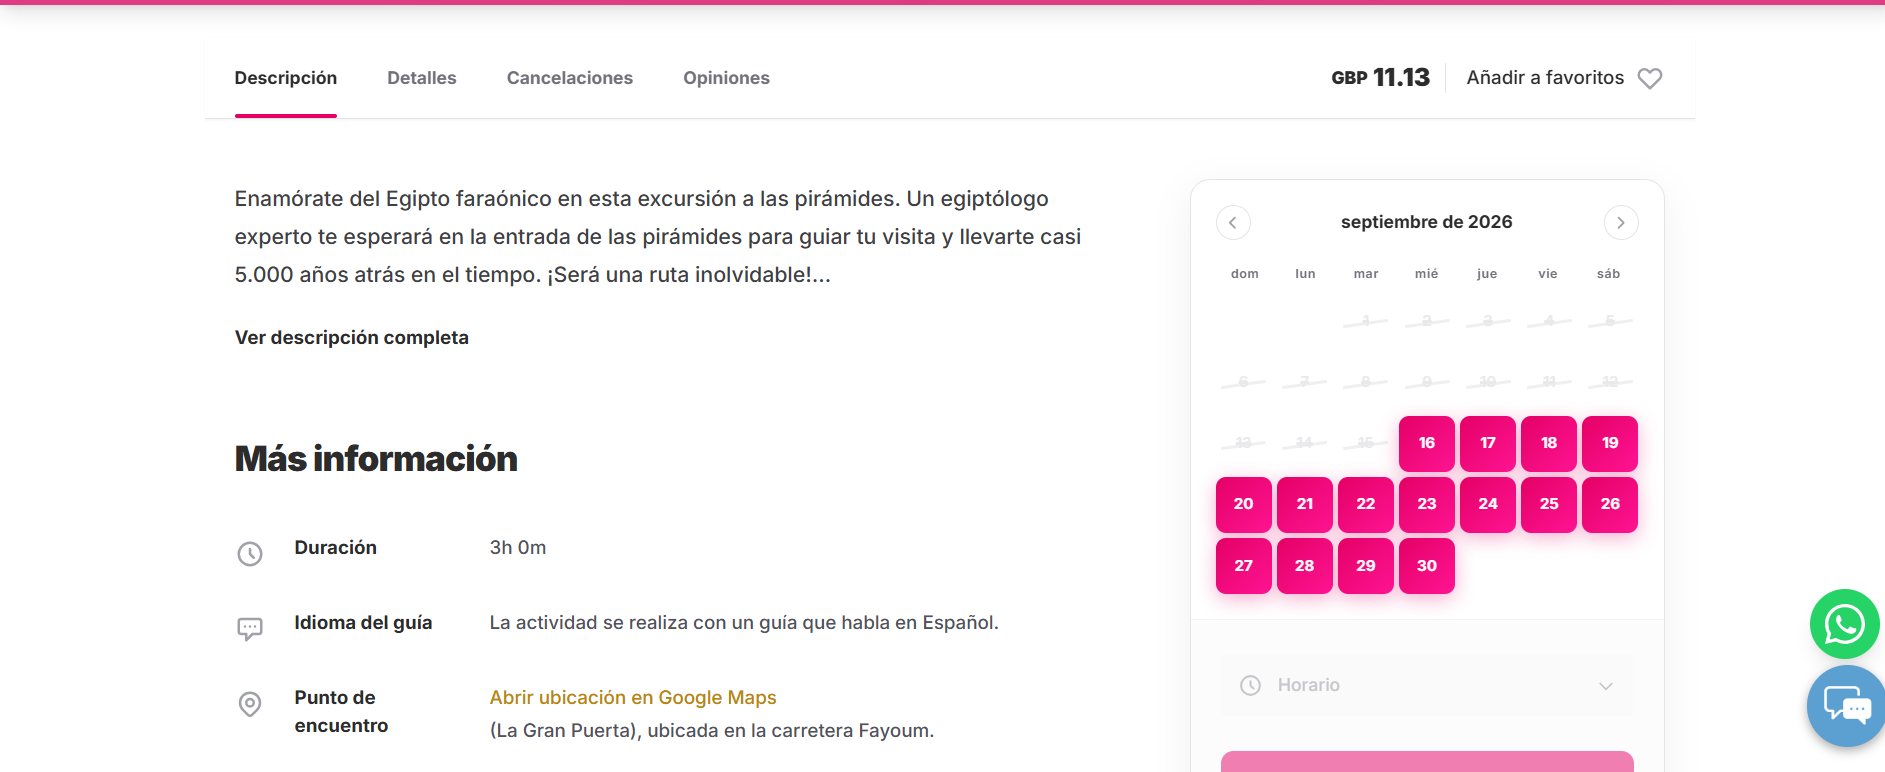 Descripción
Detalles
Cancelaciones
Opiniones
GBP 11.13
Añadir a favoritos
Enamórate del Egipto faraónico en esta excursión a las pirámides. Un egiptólogo
experto te esperará en la entrada de las pirámides para guiar tu visita y llevarte casi
5.000 años atrás en el tiempo. ¡Será una ruta inolvidable!...
Ver descripción completa
Más información
Duración
3h 0m
Idioma del guía
La actividad se realiza con un guía que habla en Español.
Punto de
encuentro
Abrir ubicación en Google Maps
(La Gran Puerta), ubicada en la carretera Fayoum.
septiembre de 2026
dom lun mar mié jue vie sáb
1 2 3 4 5
6 7 8 9 10 11 12
13 14 15 16 17 18 19
20 21 22 23 24 25 26
27 28 29 30
Horario